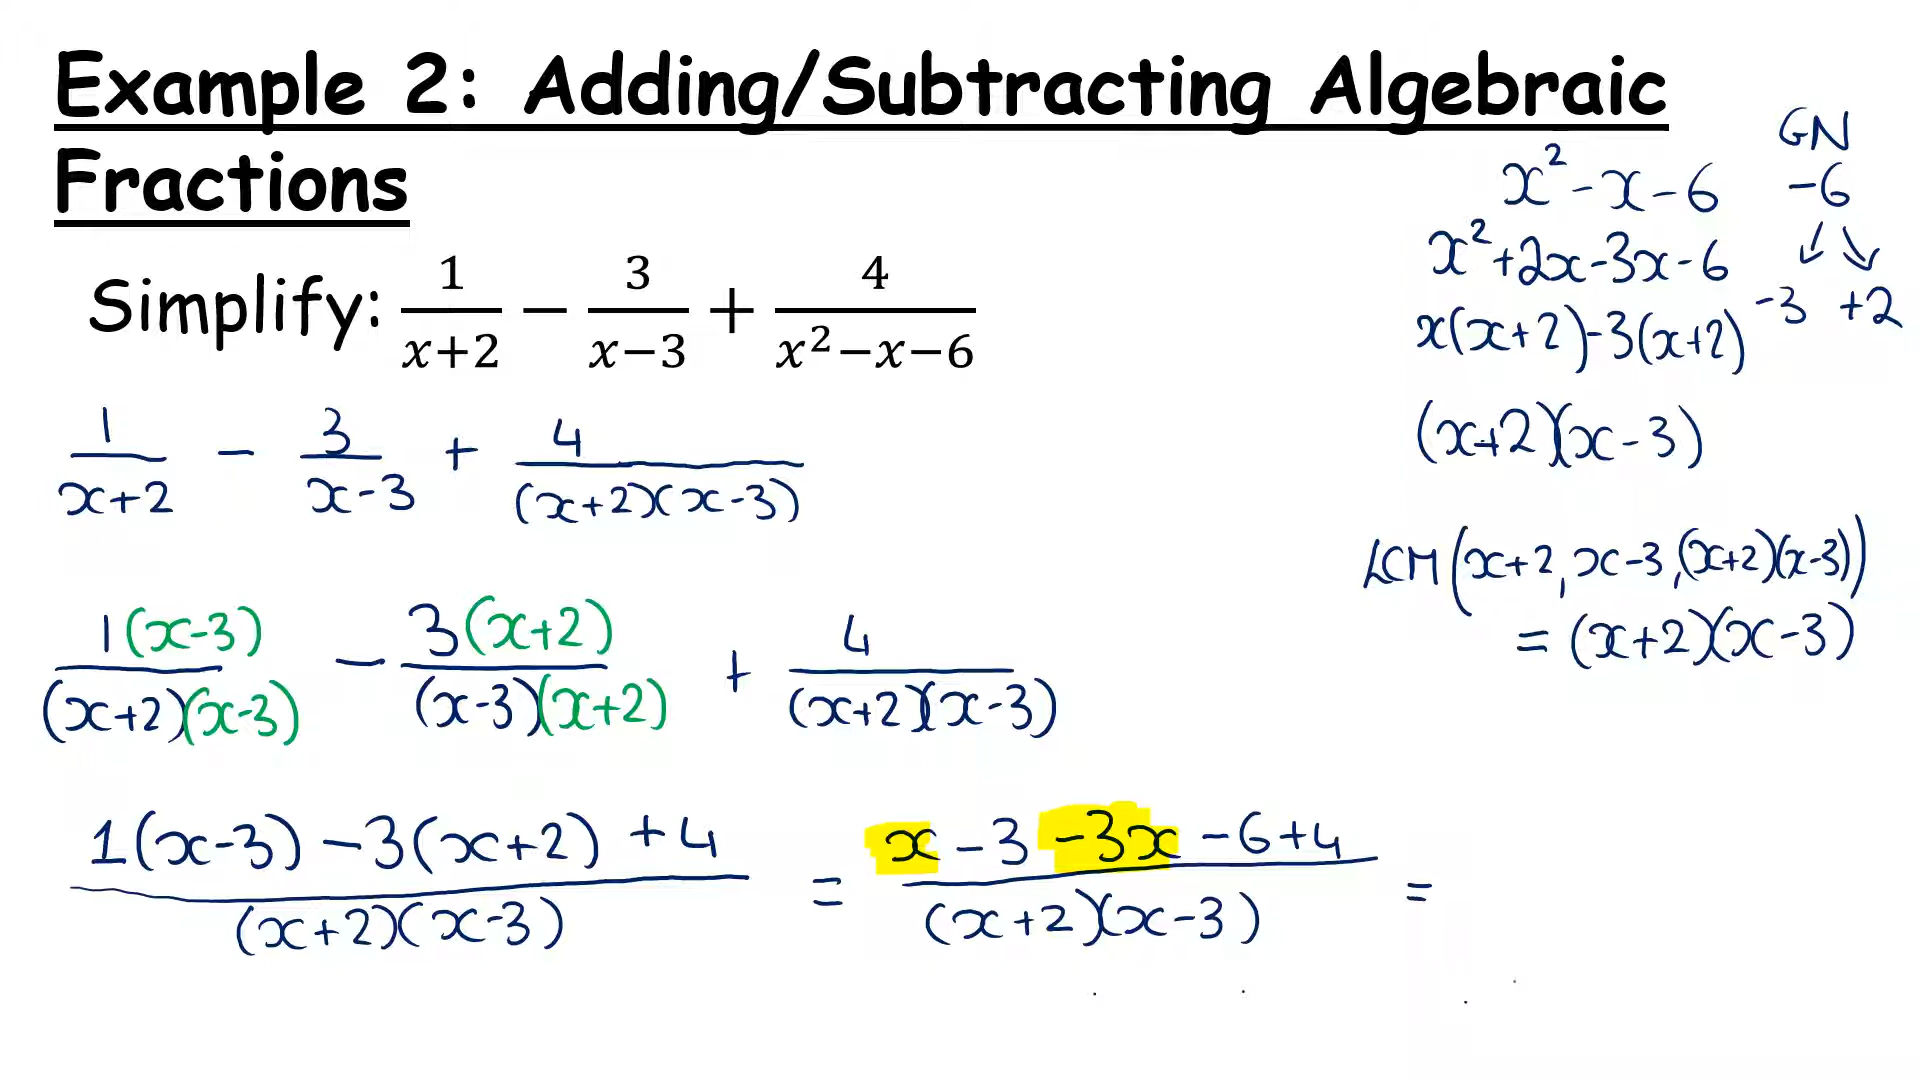 Example 2: Adding/Subtracting Algebraic
Fractions
Simplify: 1/(x+2) − 3/(x−3) + 4/(x²−x−6)
GN
x² - x - 6   -6
x² + 2x - 3x - 6   ↙ ↘
x(x+2) - 3(x+2)   -3   +2
(x+2)(x-3)
1/(x+2) - 3/(x-3) + 4/((x+2)(x-3))
LCM(x+2, x-3, (x+2)(x-3))
= (x+2)(x-3)
1(x-3)/((x+2)(x-3)) - 3(x+2)/((x-3)(x+2)) + 4/((x+2)(x-3))
(1(x-3) - 3(x+2) + 4)/((x+2)(x-3)) = (x - 3 - 3x - 6 + 4)/((x+2)(x-3)) =